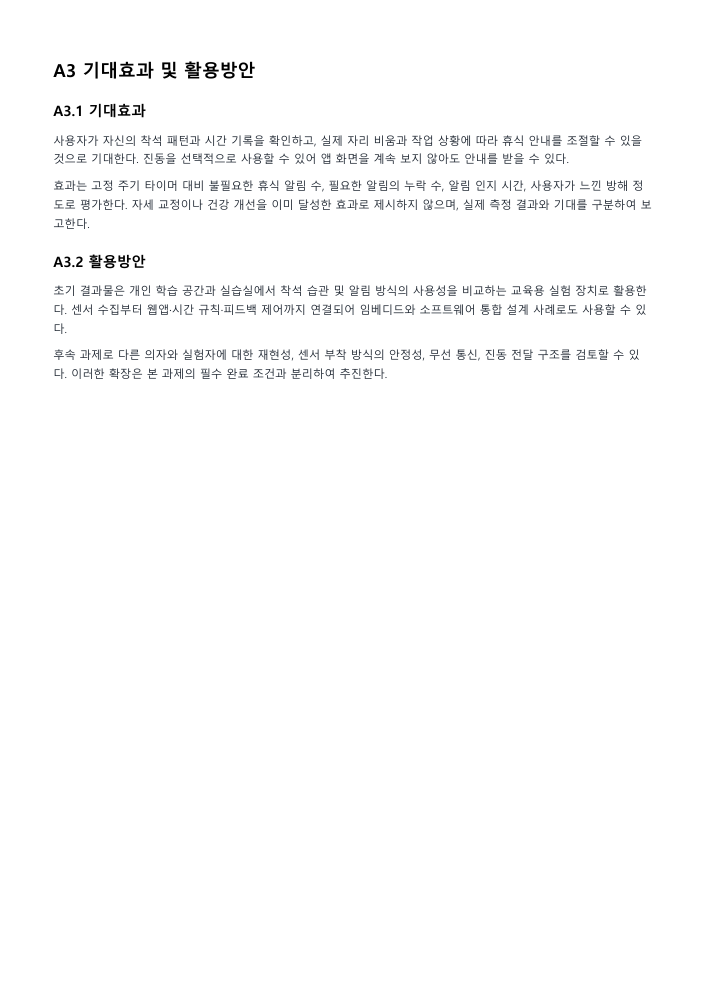 A3 기대효과 및 활용방안
A3.1 기대효과
사용자가 자신의 착석 패턴과 시간 기록을 확인하고, 실제 자리 비움과 작업 상황에 따라 휴식 안내를 조절할 수 있을
것으로 기대한다. 진동을 선택적으로 사용할 수 있어 앱 화면을 계속 보지 않아도 안내를 받을 수 있다.
효과는 고정 주기 타이머 대비 불필요한 휴식 알림 수, 필요한 알림의 누락 수, 알림 인지 시간, 사용자가 느낀 방해 정
도로 평가한다. 자세 교정이나 건강 개선을 이미 달성한 효과로 제시하지 않으며, 실제 측정 결과와 기대를 구분하여 보
고한다.
A3.2 활용방안
초기 결과물은 개인 학습 공간과 실습실에서 착석 습관 및 알림 방식의 사용성을 비교하는 교육용 실험 장치로 활용한
다. 센서 수집부터 웹앱·시간 규칙·피드백 제어까지 연결되어 임베디드와 소프트웨어 통합 설계 사례로도 사용할 수 있
다.
후속 과제로 다른 의자와 실험자에 대한 재현성, 센서 부착 방식의 안정성, 무선 통신, 진동 전달 구조를 검토할 수 있
다. 이러한 확장은 본 과제의 필수 완료 조건과 분리하여 추진한다.